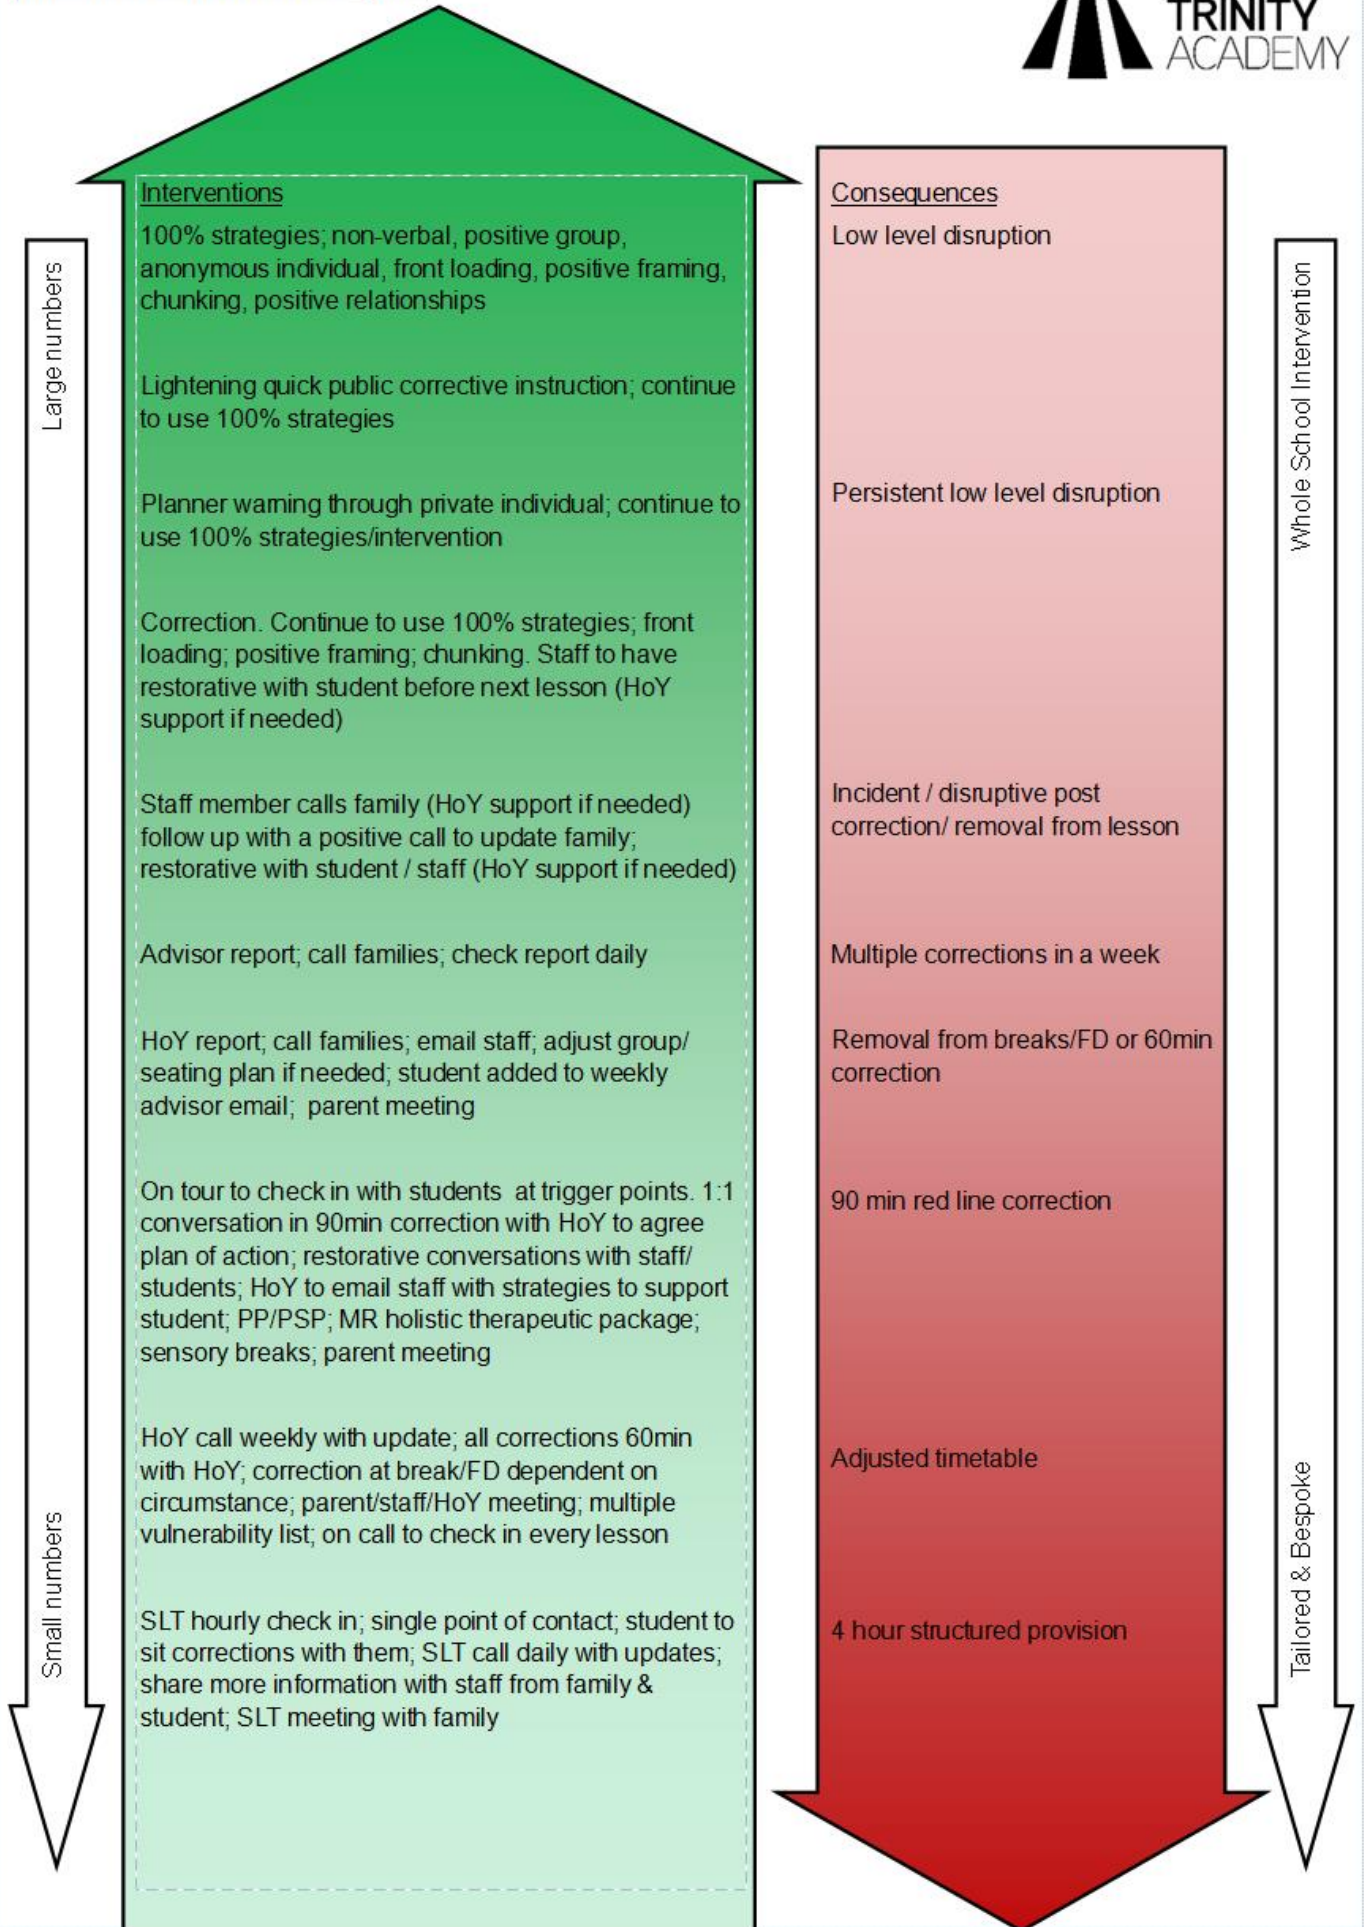 TRINITY
ACADEMY
Interventions
100% strategies; non-verbal, positive group,
anonymous individual, front loading, positive framing,
chunking, positive relationships
Lightening quick public corrective instruction; continue
to use 100% strategies
Planner warning through private individual; continue to
use 100% strategies/intervention
Correction. Continue to use 100% strategies; front
loading; positive framing; chunking. Staff to have
restorative with student before next lesson (HoY
support if needed)
Staff member calls family (HoY support if needed)
follow up with a positive call to update family;
restorative with student / staff (HoY support if needed)
Advisor report; call families; check report daily
HoY report; call families; email staff; adjust group/
seating plan if needed; student added to weekly
advisor email; parent meeting
On tour to check in with students at trigger points. 1:1
conversation in 90min correction with HoY to agree
plan of action; restorative conversations with staff/
students; HoY to email staff with strategies to support
student; PP/PSP; MR holistic therapeutic package;
sensory breaks; parent meeting
HoY call weekly with update; all corrections 60min
with HoY; correction at break/FD dependent on
circumstance; parent/staff/HoY meeting; multiple
vulnerability list; on call to check in every lesson
SLT hourly check in; single point of contact; student to
sit corrections with them; SLT call daily with updates;
share more information with staff from family &
student; SLT meeting with family
Consequences
Low level disruption
Persistent low level disruption
Incident / disruptive post
correction/ removal from lesson
Multiple corrections in a week
Removal from breaks/FD or 60min
correction
90 min red line correction
Adjusted timetable
4 hour structured provision
Large numbers
Small numbers
Whole School Intervention
Tailored & Bespoke